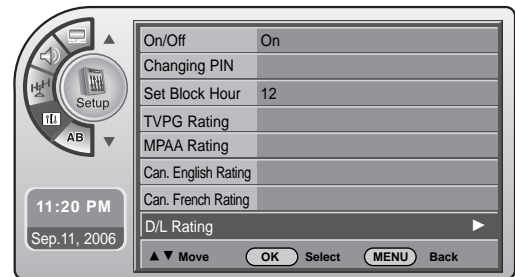 Setup
AB
11:20 PM
Sep.11, 2006
On/Off On
Changing PIN
Set Block Hour 12
TVPG Rating
MPAA Rating
Can. English Rating
Can. French Rating
D/L Rating
▲ ▼ Move OK Select MENU Back